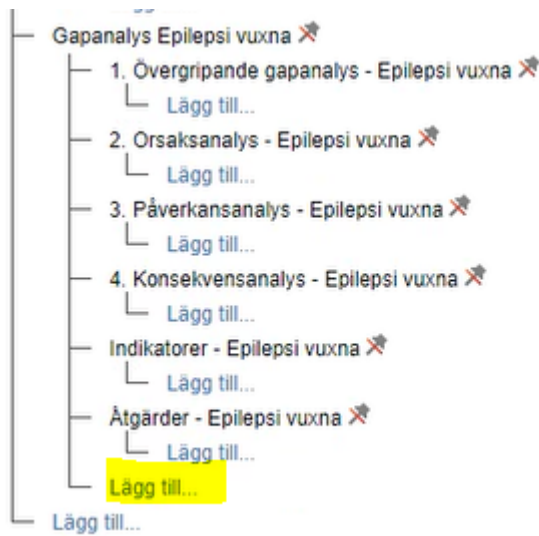 Gapanalys Epilepsi vuxna
1. Övergripande gapanalys - Epilepsi vuxna
Lägg till...
2. Orsaksanalys - Epilepsi vuxna
Lägg till...
3. Påverkansanalys - Epilepsi vuxna
Lägg till...
4. Konsekvensanalys - Epilepsi vuxna
Lägg till...
Indikatorer - Epilepsi vuxna
Lägg till...
Åtgärder - Epilepsi vuxna
Lägg till...
Lägg till...
Lägg till...